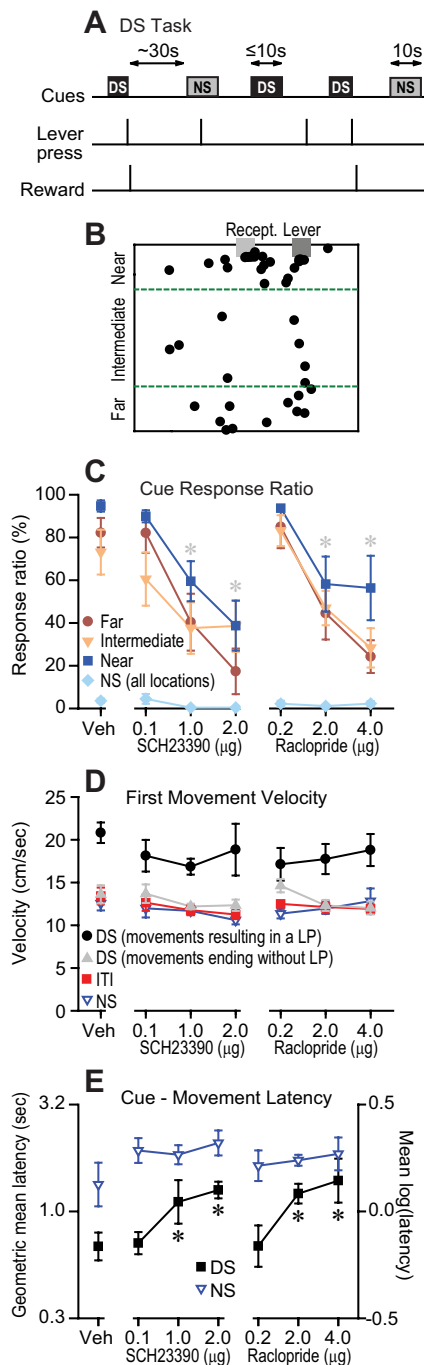 A DS Task
~30s ≤10s 10s
Cues DS NS DS DS NS
Lever press
Reward
B Recept. Lever
Near
Intermediate
Far
C Cue Response Ratio
Response ratio (%)
100
80
60
40
20
0
* * * *
Far
Intermediate
Near
NS (all locations)
Veh 0.1 1.0 2.0 0.2 2.0 4.0
SCH23390 (μg) Raclopride (μg)
D First Movement Velocity
Velocity (cm/sec)
25
20
15
10
5
0
DS (movements resulting in a LP)
DS (movements ending without LP)
ITI
NS
Veh 0.1 1.0 2.0 0.2 2.0 4.0
SCH23390 (μg) Raclopride (μg)
E Cue - Movement Latency
Geometric mean latency (sec)
3.2 0.5
1.0 0.0
0.3 -0.5
Mean log(latency)
* * * *
DS
NS
Veh 0.1 1.0 2.0 0.2 2.0 4.0
SCH23390 (μg) Raclopride (μg)